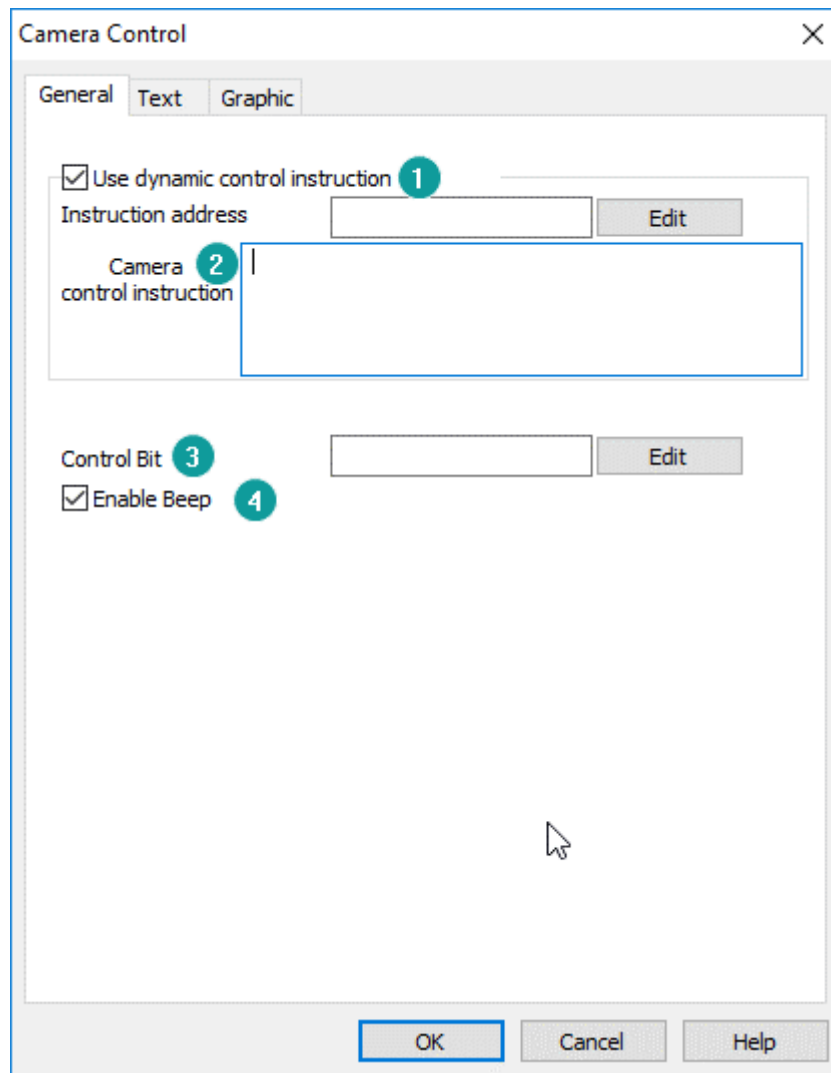 Camera Control
General Text Graphic
Use dynamic control instruction 1
Instruction address Edit
Camera 2
control instruction
Control Bit 3 Edit
Enable Beep 4
OK Cancel Help